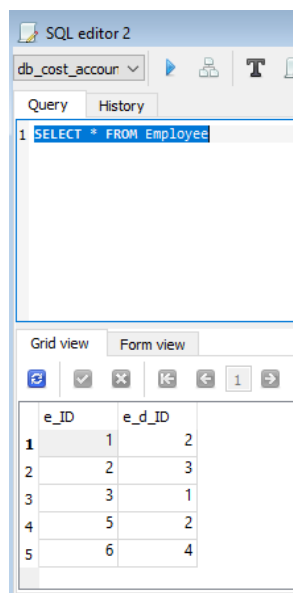 SQL editor 2
db_cost_accoun
T
Query History
1 SELECT * FROM Employee
Grid view Form view
1
e_ID e_d_ID
1 1 2
2 2 3
3 3 1
4 5 2
5 6 4